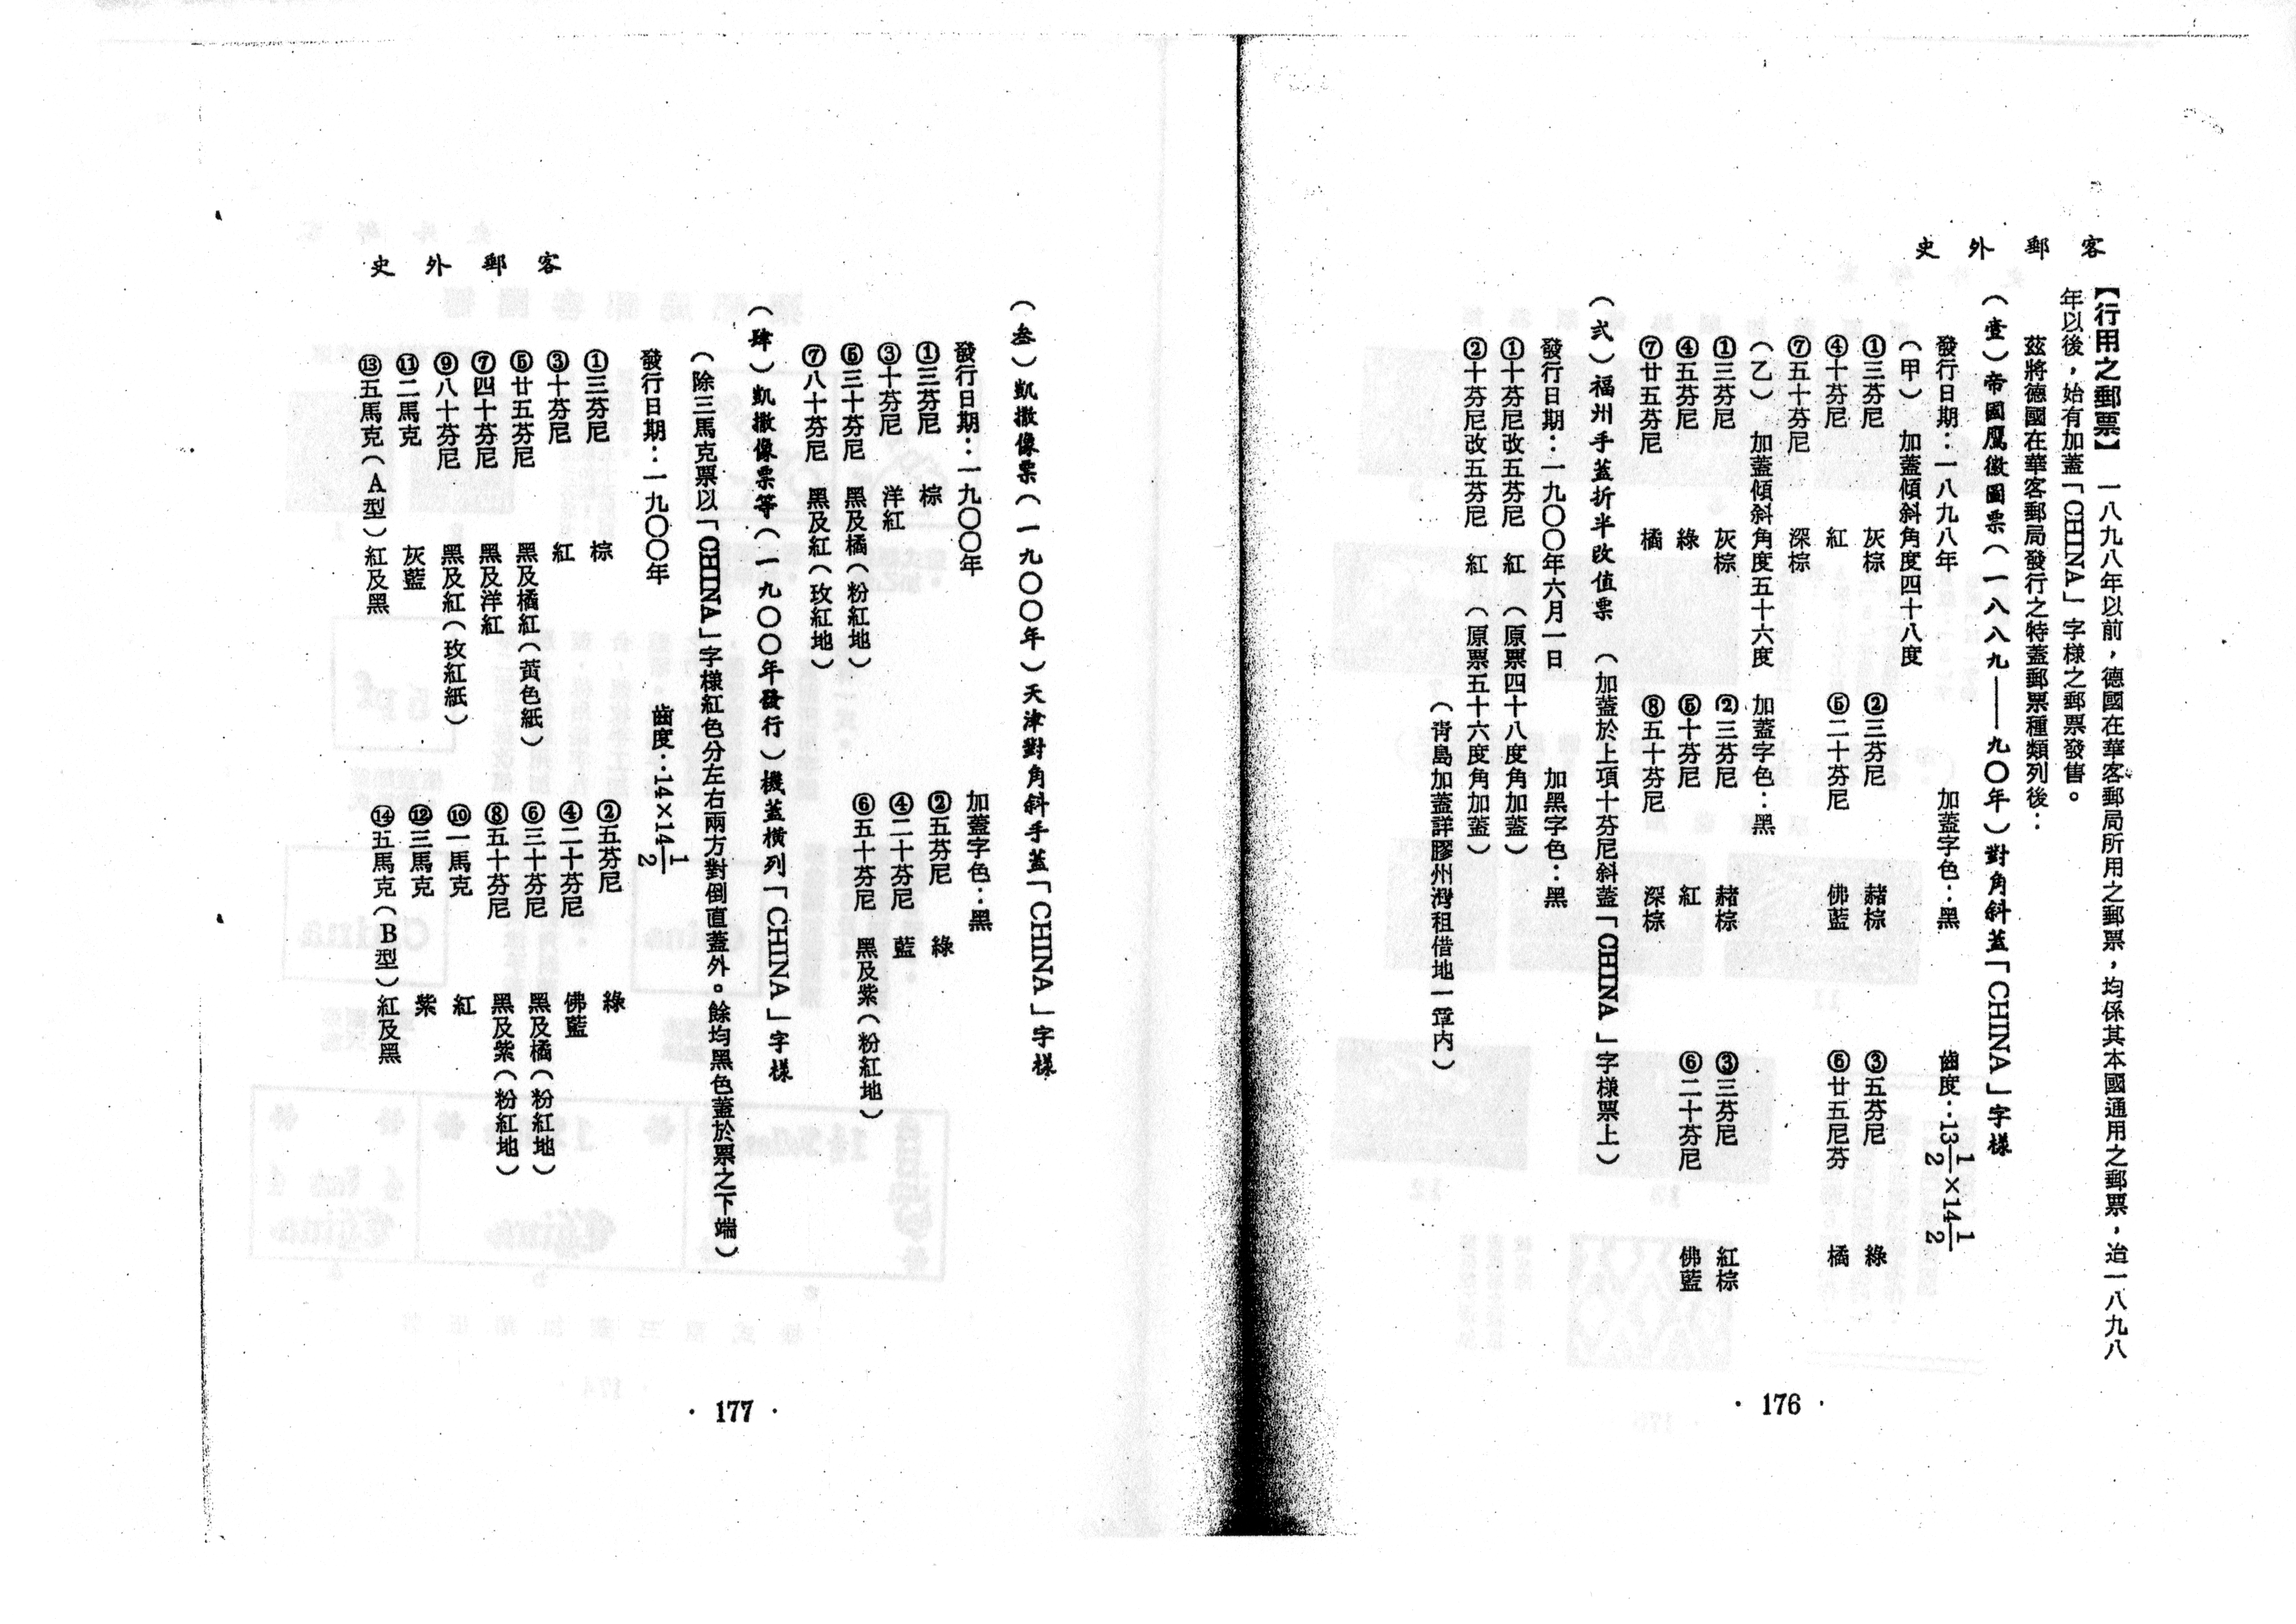 客郵外史
【行用之郵票】　一八九八年以前，德國在華客郵局所用之郵票，均係其本國通用之郵票，迨一八九八
年以後，始有加蓋「CHINA」字様之郵票發售。
茲將德國在華客郵局發行之特蓋郵票種類列後：
（壹）帝國鷹徽圖票（一八八九——九〇年）對角斜蓋「CHINA」字樣
發行日期：一八九八年　加蓋字色：黑　齒度：13 1/2×14 1/2
（甲）　加蓋傾斜角度四十八度
①三芬尼　灰棕　②三芬尼　赭棕　③五芬尼　綠
④十芬尼　紅　⑤二十芬尼　佛藍　⑥廿五尼芬　橘
⑦五十芬尼　深棕
（乙）　加蓋傾斜角度五十六度　加蓋字色：黑
①三芬尼　灰棕　②三芬尼　赭棕　③三芬尼　紅棕
④五芬尼　綠　⑤十芬尼　紅　⑥二十芬尼　佛藍
⑦廿五芬尼　橘　⑧五十芬尼　深棕
（弍）福州手蓋折半改值票　（加蓋於上項十芬尼斜蓋「CHINA」字様票上）
發行日期：一九〇〇年六月一日　加黑字色：黑
①十芬尼改五芬尼　紅　（原票四十八度角加蓋）
②十芬尼改五芬尼　紅　（原票五十六度角加蓋）
（青島加蓋詳膠州灣租借地一章内）
· 176 ·
客郵外史
（叁）凱撒像票（一九〇〇年）天津對角斜手蓋「CHINA」字樣
發行日期：一九〇〇年　加蓋字色：黑
①三芬尼　棕　②五芬尼　綠
③十芬尼　洋紅　④二十芬尼　藍
⑤三十芬尼　黑及橘（粉紅地）　⑥五十芬尼　黑及紫（粉紅地）
⑦八十芬尼　黑及紅（玫紅地）
（肆）凱撒像票等（一九〇〇年發行）機蓋橫列「CHINA」字樣
（除三馬克票以「CHINA」字様紅色分左右兩方對倒直蓋外。餘均黑色蓋於票之下端）
發行日期：一九〇〇年　齒度：14×14 1/2
①三芬尼　棕　②五芬尼　綠
③十芬尼　紅　④二十芬尼　佛藍
⑤廿五芬尼　黑及橘紅（黃色紙）　⑥三十芬尼　黑及橘（粉紅地）
⑦四十芬尼　黑及洋紅　⑧五十芬尼　黑及紫（粉紅地）
⑨八十芬尼　黑及紅（玫紅紙）　⑩一馬克　紅
⑪二馬克　灰藍　⑫三馬克　紫
⑬五馬克（A型）紅及黑　⑭五馬克（B型）紅及黑
· 177 ·